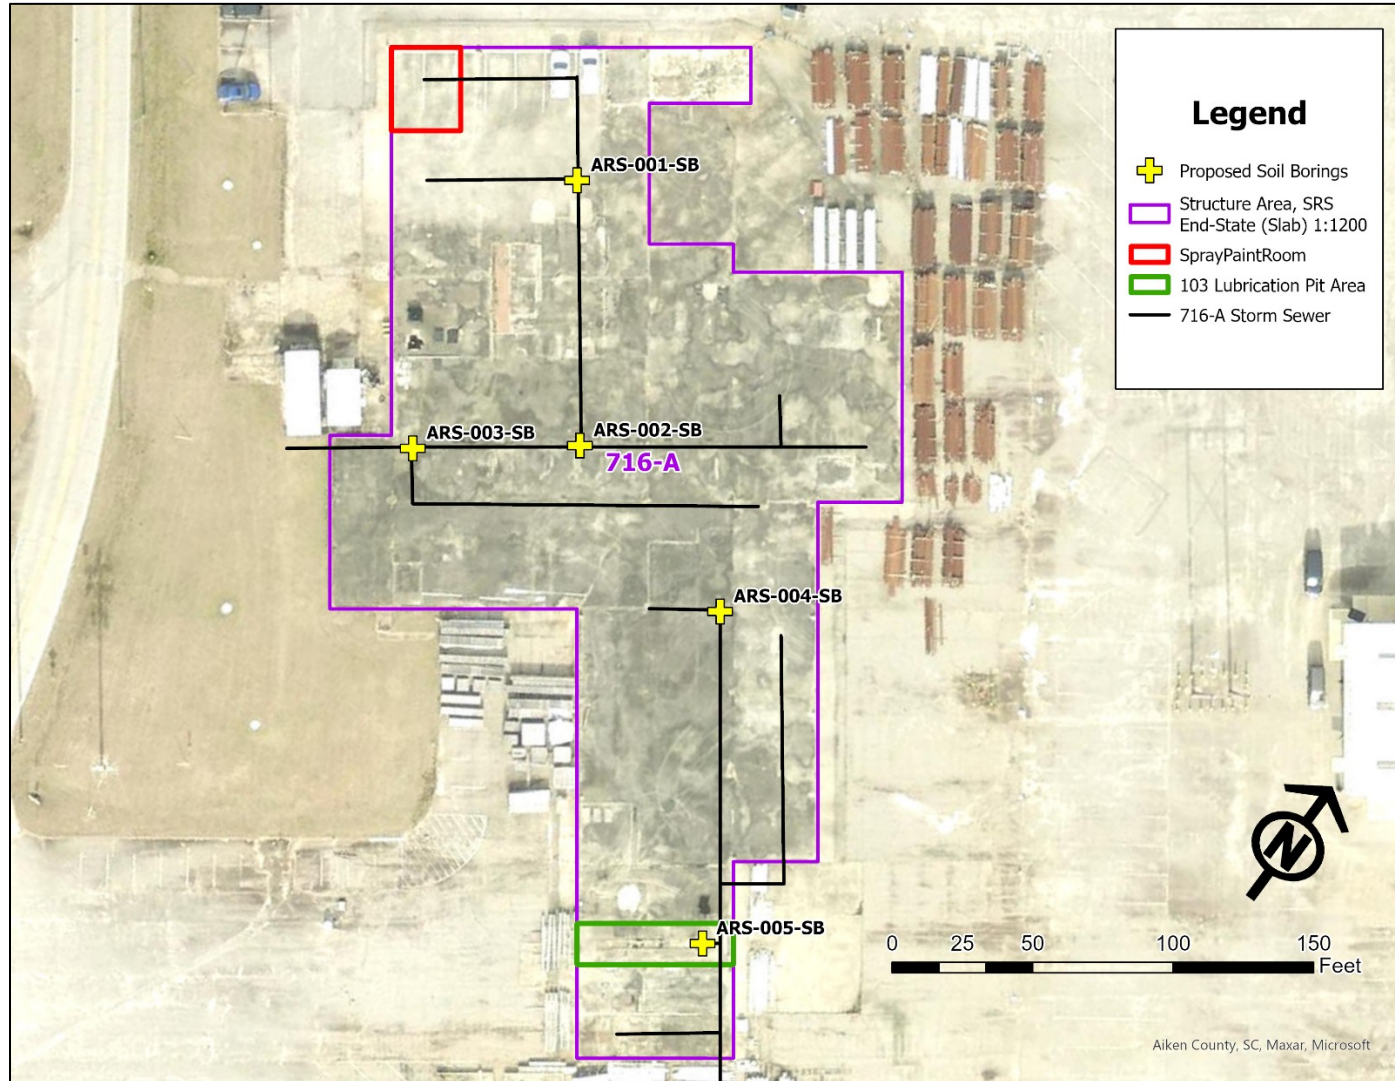 Legend
Proposed Soil Borings
Structure Area, SRS
End-State (Slab) 1:1200
SprayPaintRoom
103 Lubrication Pit Area
716-A Storm Sewer
ARS-001-SB
ARS-003-SB
ARS-002-SB
716-A
ARS-004-SB
ARS-005-SB
N
0 25 50 100 150
Feet
Aiken County, SC, Maxar, Microsoft